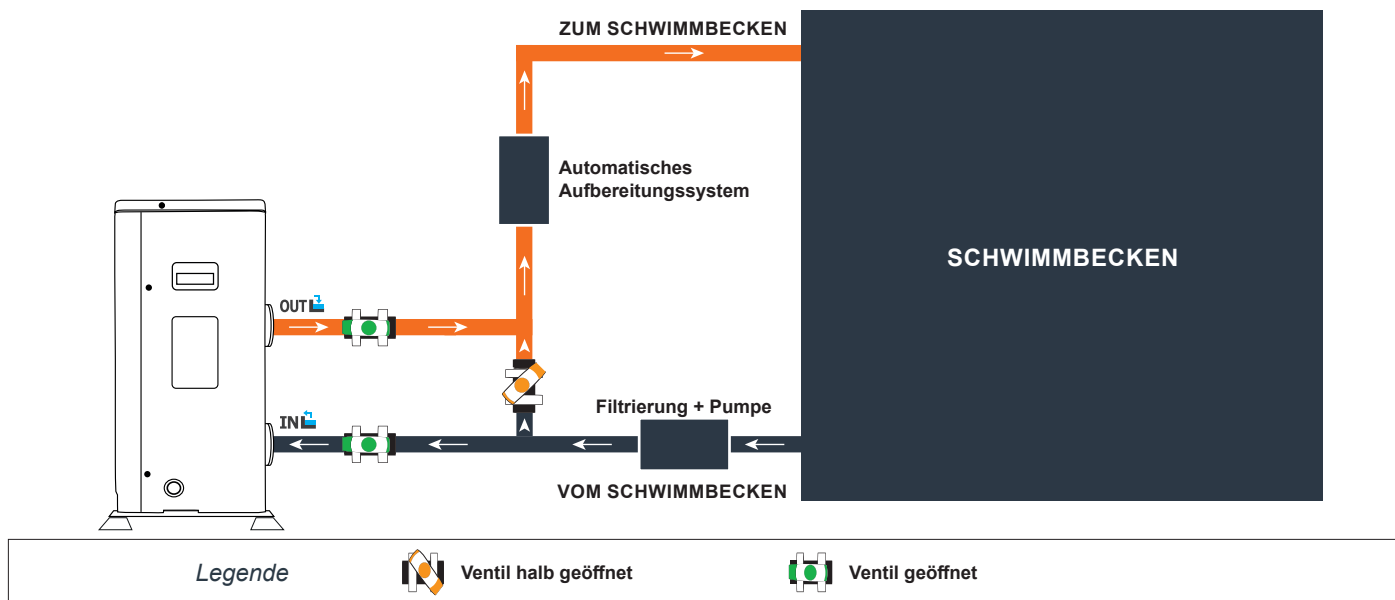 ZUM SCHWIMMBECKEN
Automatisches
Aufbereitungssystem
SCHWIMMBECKEN
OUT
IN
Filtrierung + Pumpe
VOM SCHWIMMBECKEN
Legende
Ventil halb geöffnet
Ventil geöffnet